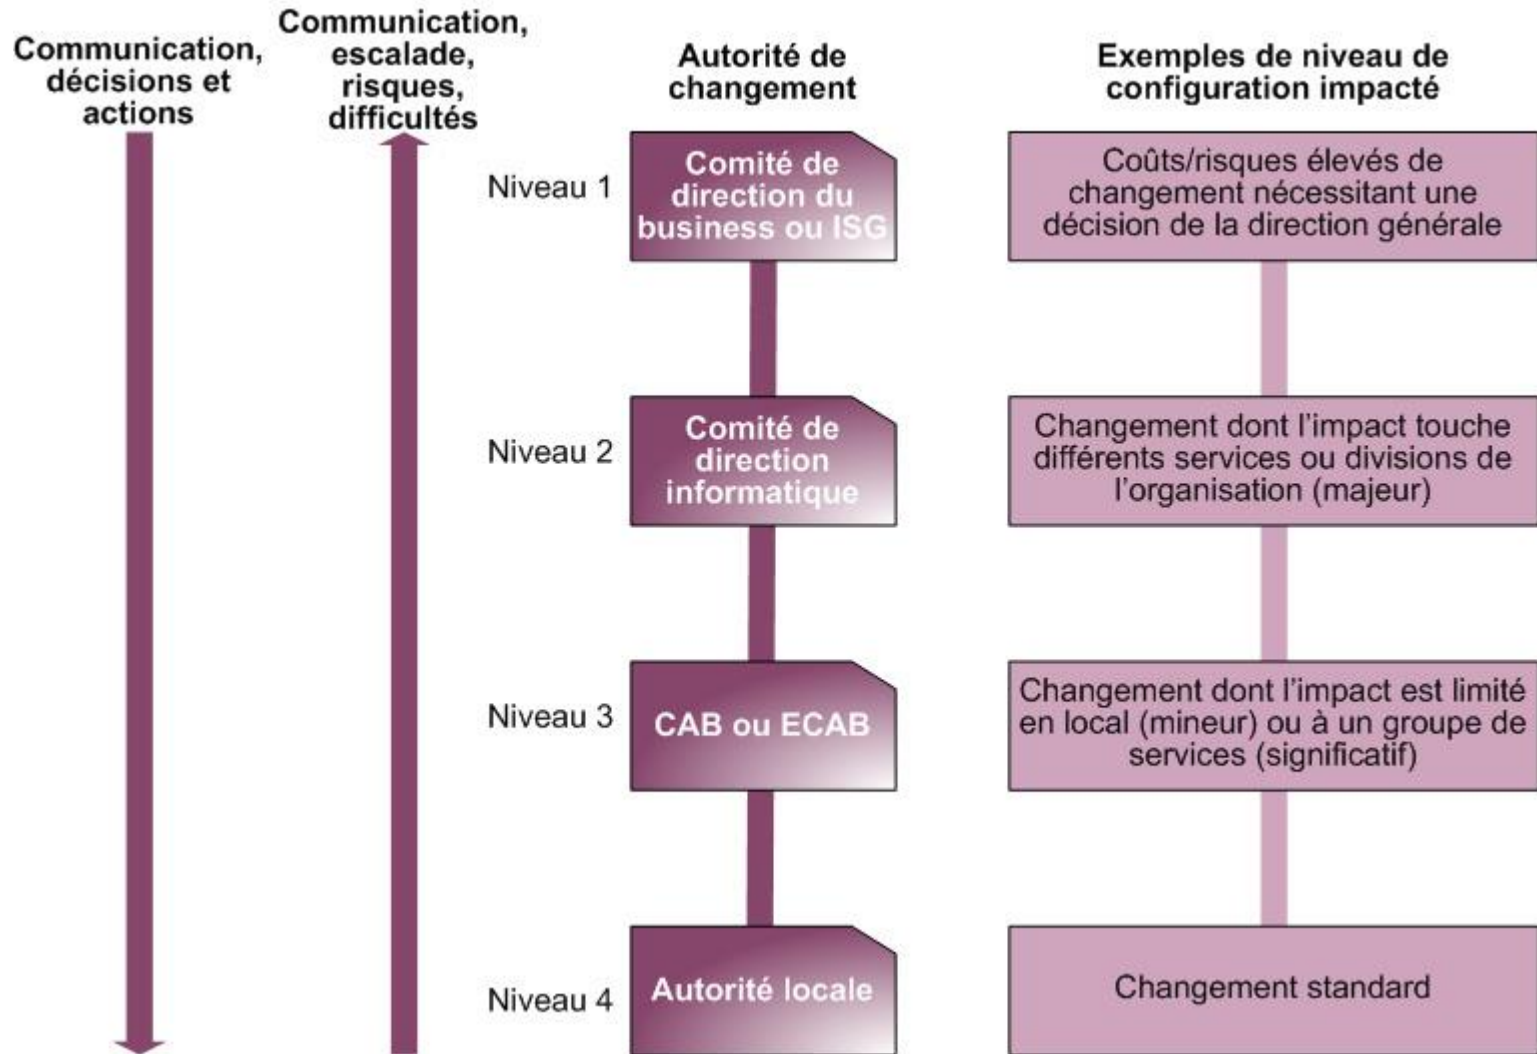 Communication,
décisions et
actions
Communication,
escalade,
risques,
difficultés
Autorité de
changement
Exemples de niveau de
configuration impacté
Niveau 1
Comité de
direction du
business ou ISG
Coûts/risques élevés de
changement nécessitant une
décision de la direction générale
Niveau 2
Comité de
direction
informatique
Changement dont l'impact touche
différents services ou divisions de
l'organisation (majeur)
Niveau 3
CAB ou ECAB
Changement dont l'impact est limité
en local (mineur) ou à un groupe de
services (significatif)
Niveau 4
Autorité locale
Changement standard